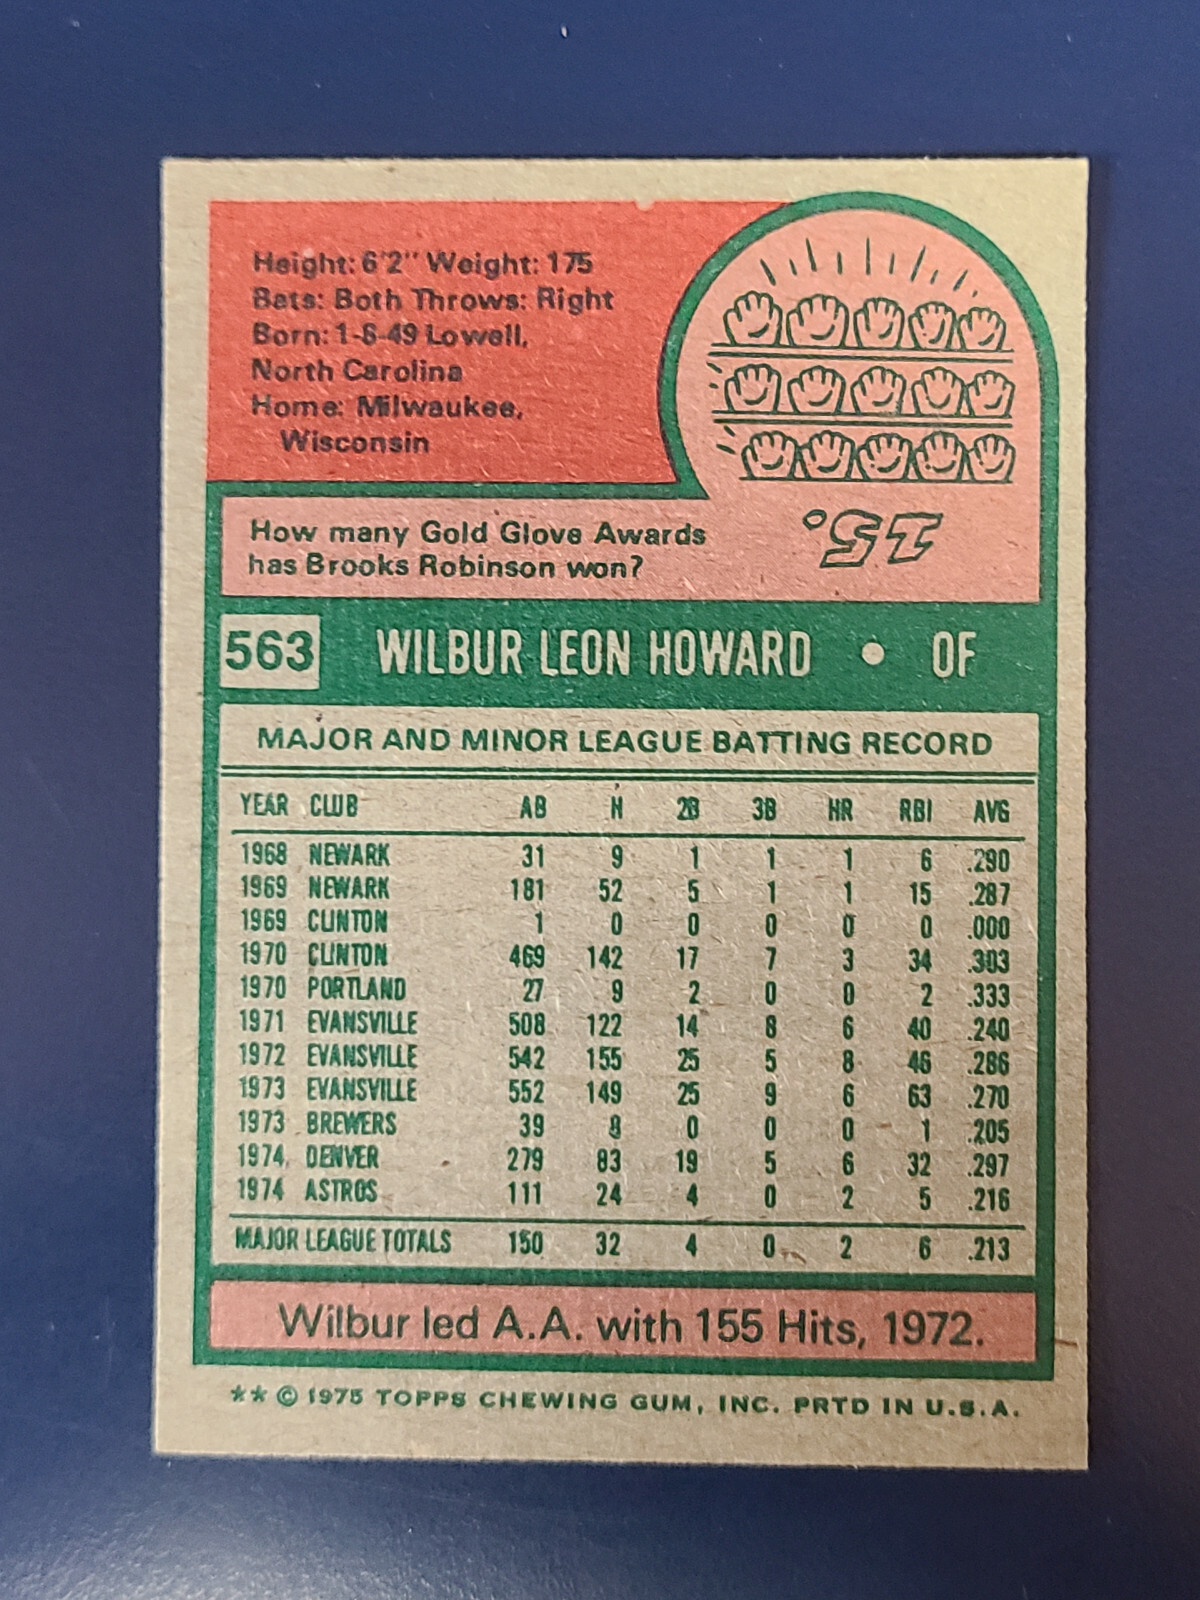 Height: 6'2" Weight: 175
Bats: Both Throws: Right
Born: 1-8-49 Lowell,
North Carolina
Home: Milwaukee,
Wisconsin
How many Gold Glove Awards
has Brooks Robinson won?
15.
563 WILBUR LEON HOWARD • OF
MAJOR AND MINOR LEAGUE BATTING RECORD
YEAR CLUB AB H 2B 3B HR RBI AVG
1968 NEWARK 31 9 1 1 1 6 .290
1969 NEWARK 181 52 5 1 1 15 .287
1969 CLINTON 1 0 0 0 0 0 .000
1970 CLINTON 469 142 17 7 3 34 .303
1970 PORTLAND 27 9 2 0 0 2 .333
1971 EVANSVILLE 508 122 14 8 6 40 .240
1972 EVANSVILLE 542 155 25 5 8 46 .286
1973 EVANSVILLE 552 149 25 9 6 63 .270
1973 BREWERS 39 8 0 0 0 1 .205
1974 DENVER 279 83 19 5 6 32 .297
1974 ASTROS 111 24 4 0 2 5 .216
MAJOR LEAGUE TOTALS 150 32 4 0 2 6 .213
Wilbur led A.A. with 155 Hits, 1972.
** © 1975 TOPPS CHEWING GUM, INC. PRTD IN U.S.A.